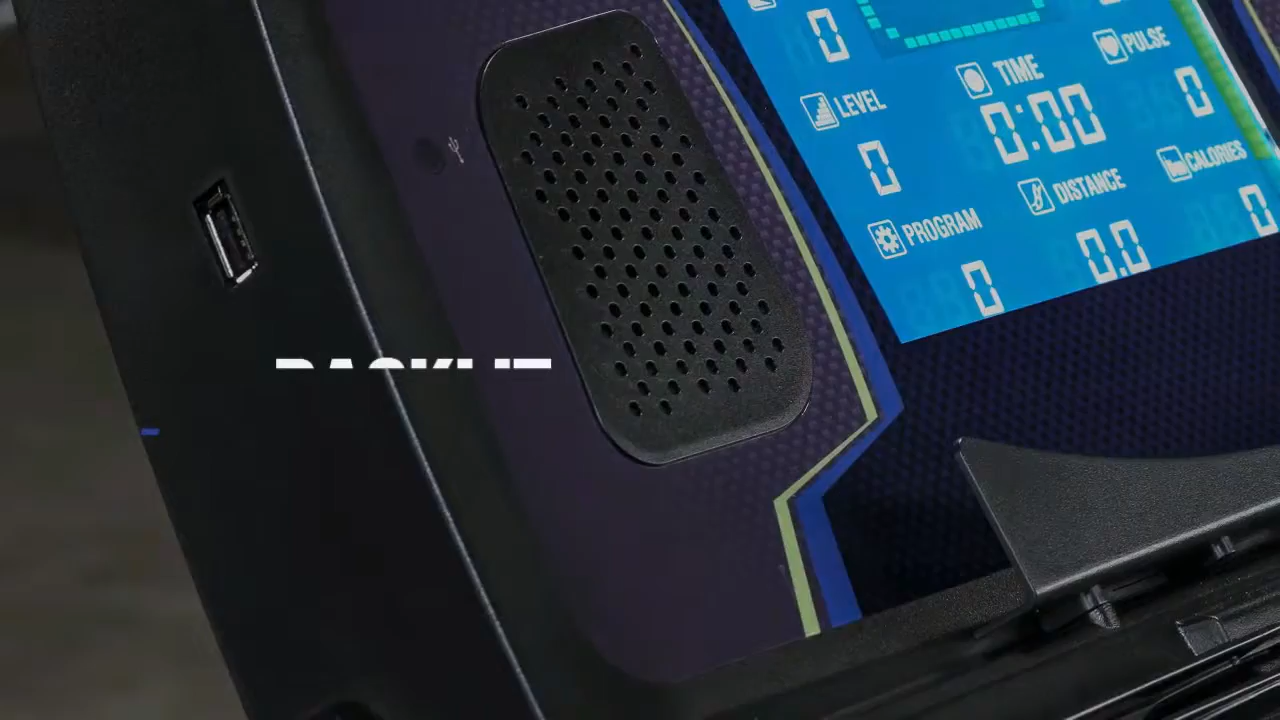 0
PULSE
TIME
LEVEL
0:00
0
0
CALORIES
DISTANCE
PROGRAM
0
0.0
0